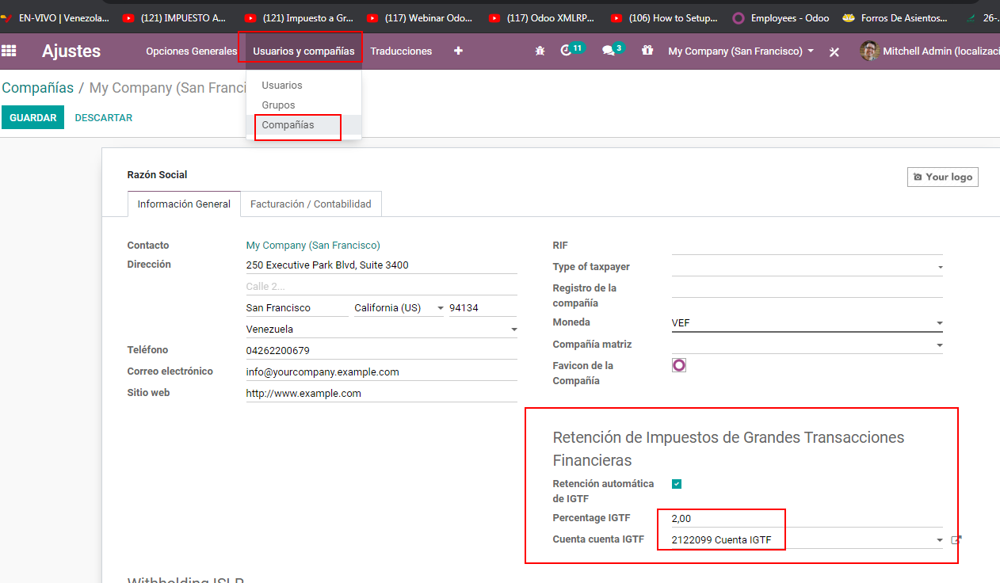 EN-VIVO | Venezola...
(121) IMPUESTO A...
(121) Impuesto a Gr...
(117) Webinar Odo...
(117) Odoo XMLRP...
(106) How to Setup...
Employees - Odoo
Forros De Asientos...
26-
Ajustes
Opciones Generales
Usuarios y compañías
Traducciones
11
3
My Company (San Francisco)
Mitchell Admin (localizaci
Compañías / My Company (San Franci
GUARDAR
DESCARTAR
Usuarios
Grupos
Compañías
Razón Social
Your logo
Información General
Facturación / Contabilidad
Contacto
My Company (San Francisco)
Dirección
250 Executive Park Blvd, Suite 3400
Calle 2...
San Francisco
California (US)
94134
Venezuela
Teléfono
04262200679
Correo electrónico
info@yourcompany.example.com
Sitio web
http://www.example.com
RIF
Type of taxpayer
Registro de la
compañía
Moneda
VEF
Compañía matriz
Favicon de la
Compañía
Retención de Impuestos de Grandes Transacciones
Financieras
Retención automática
de IGTF
Percentage IGTF
2,00
Cuenta cuenta IGTF
2122099 Cuenta IGTF
Withholding ISLR